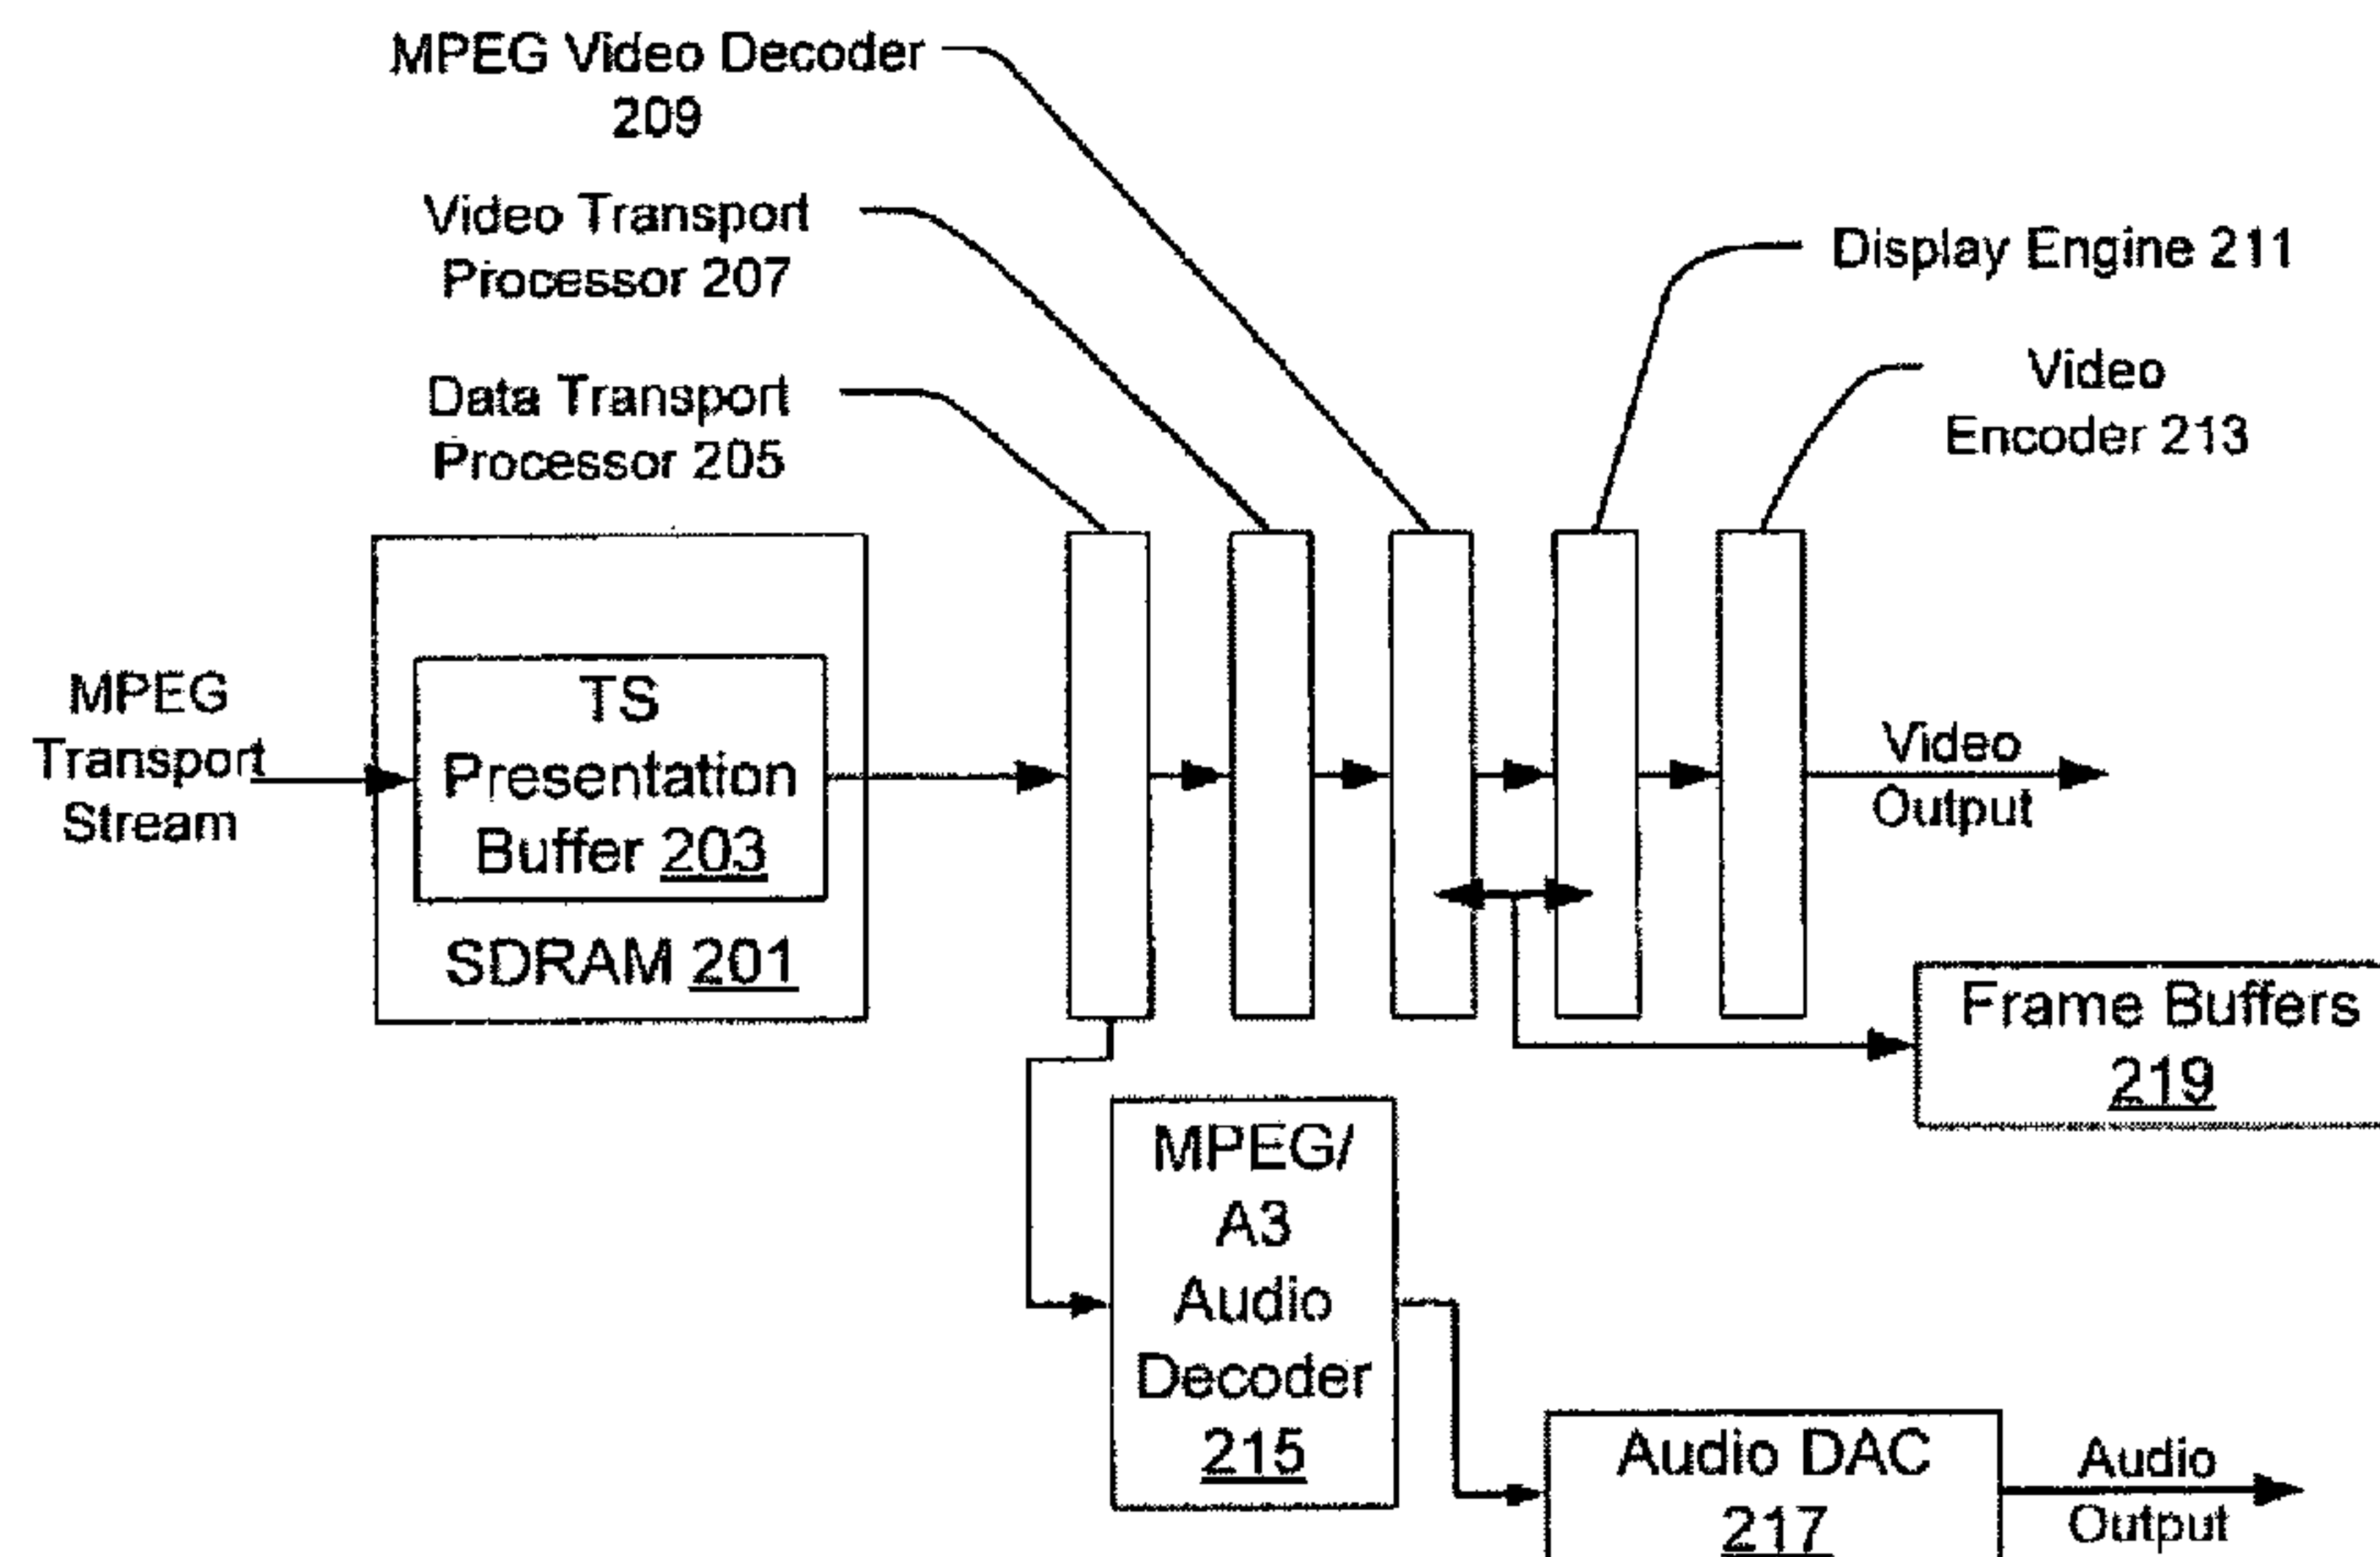 MPEG Video Decoder
209
Video Transport
Processor 207
Data Transport
Processor 205
Display Engine 211
Video
Encoder 213
MPEG
Transport
Stream
TS
Presentation
Buffer 203
SDRAM 201
Video
Output
Frame Buffers
219
MPEG/
A3
Audio
Decoder
215
Audio DAC
217
Audio
Output